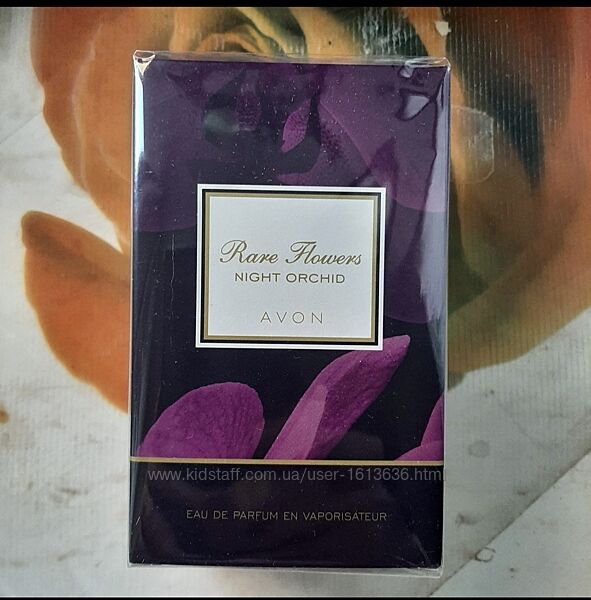 Rare Flowers
NIGHT ORCHID
AVON
www.kidstaff.com.ua/user-1613636.html
EAU DE PARFUM EN VAPORISATEUR